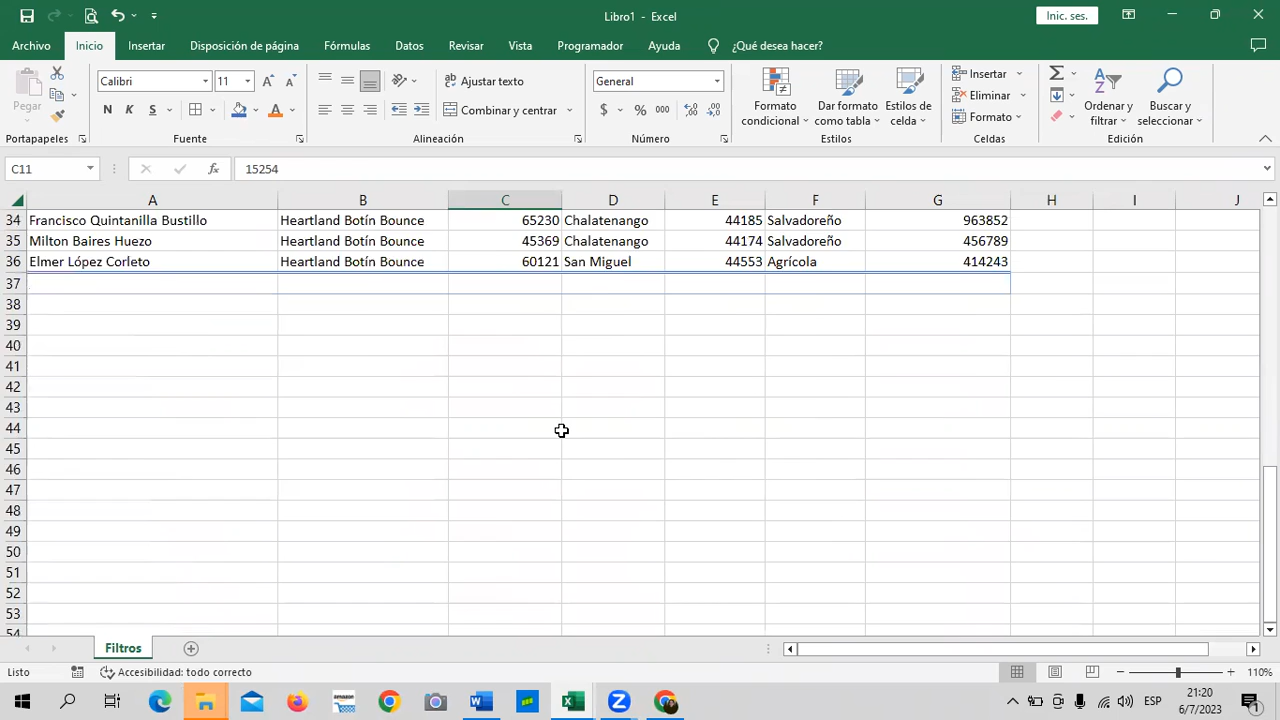 Libro1 - Excel
Inic. ses.
Archivo Inicio Insertar Disposición de página Fórmulas Datos Revisar Vista Programador Ayuda ¿Qué desea hacer?
Pegar
Calibri 11
N K S
Ajustar texto
Combinar y centrar
General
$ % 000
Formato condicional
Dar formato como tabla
Estilos de celda
Insertar
Eliminar
Formato
Ordenar y filtrar
Buscar y seleccionar
Portapapeles Fuente Alineación Número Estilos Celdas Edición
C11 fx 15254
A B C D E F G H I J
34 Francisco Quintanilla Bustillo Heartland Botín Bounce 65230 Chalatenango 44185 Salvadoreño 963852
35 Milton Baires Huezo Heartland Botín Bounce 45369 Chalatenango 44174 Salvadoreño 456789
36 Elmer López Corleto Heartland Botín Bounce 60121 San Miguel 44553 Agrícola 414243
37
38
39
40
41
42
43
44
45
46
47
48
49
50
51
52
53
54
Filtros
Listo Accesibilidad: todo correcto 110%
ESP
21:20
6/7/2023